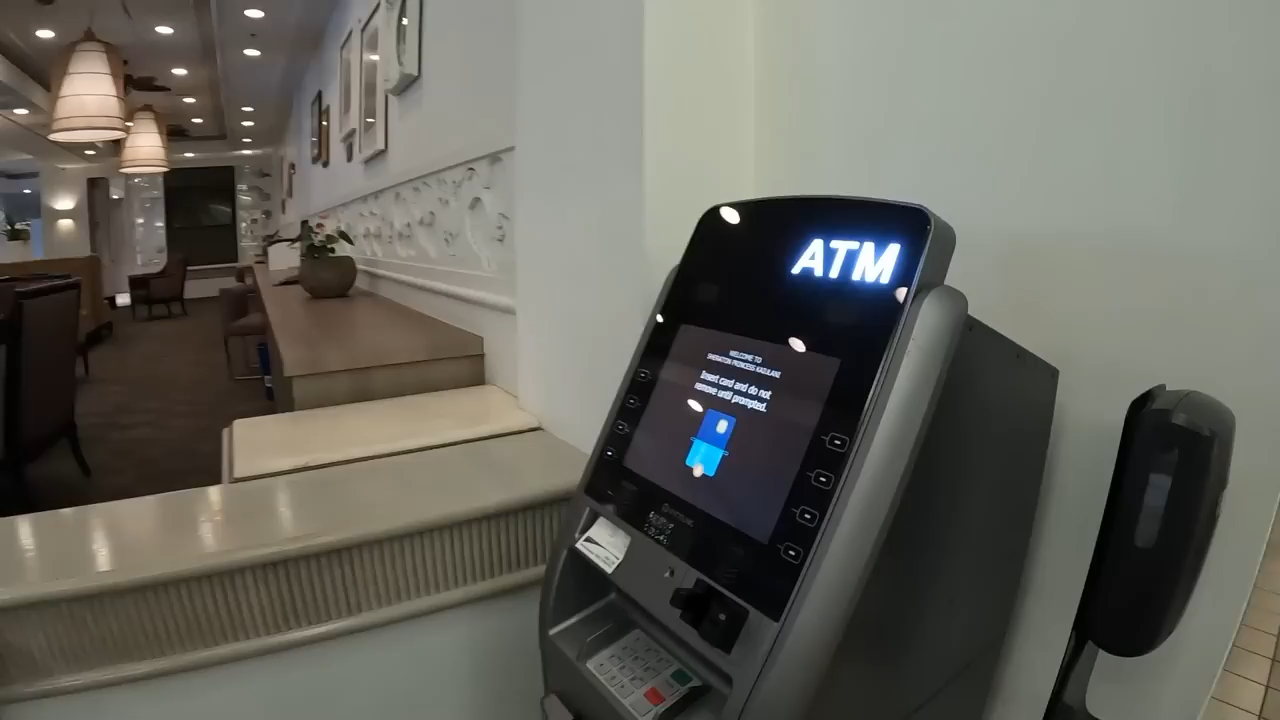 ATM
WELCOME TO
SHERATON PRINCESS KAIULANI
Insert card and do not
remove until prompted.